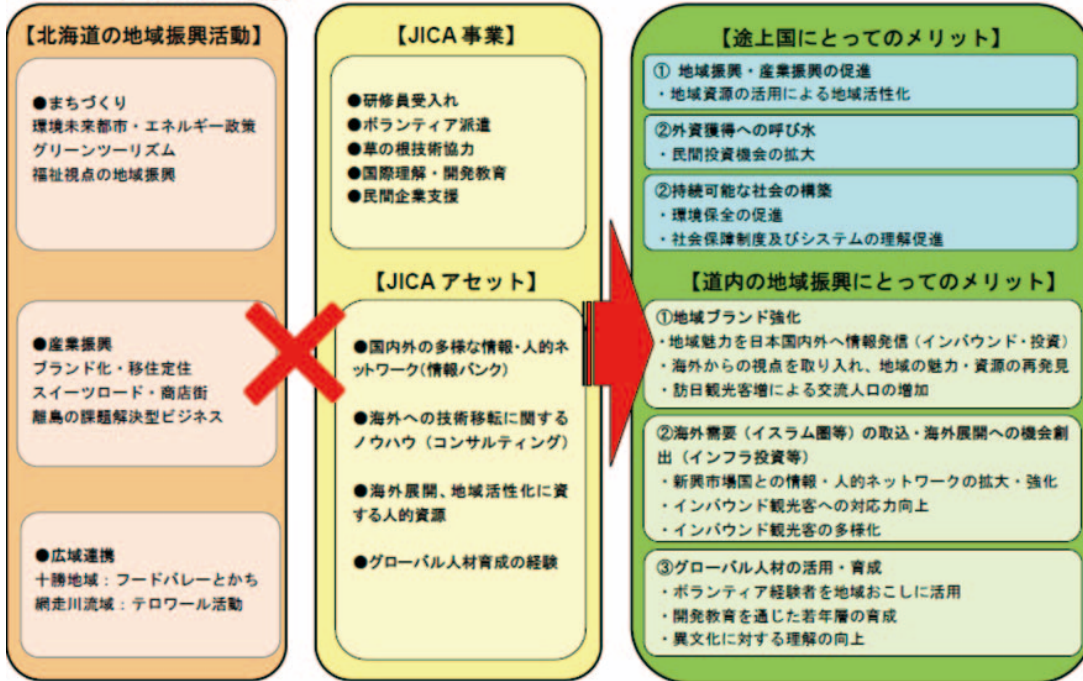 【北海道の地域振興活動】
●まちづくり
環境未来都市・エネルギー政策
グリーンツーリズム
福祉視点の地域振興
●産業振興
ブランド化・移住定住
スイーツロード・商店街
離島の課題解決型ビジネス
●広域連携
十勝地域：フードバレーとかち
網走川流域：テロワール活動
【JICA 事業】
●研修員受入れ
●ボランティア派遣
●草の根技術協力
●国際理解・開発教育
●民間企業支援
【JICA アセット】
●国内外の多様な情報・人的ネ
ットワーク（情報バンク）
●海外への技術移転に関する
ノウハウ（コンサルティング）
●海外展開、地域活性化に資
する人的資源
●グローバル人材育成の経験
【途上国にとってのメリット】
① 地域振興・産業振興の促進
・地域資源の活用による地域活性化
②外資獲得への呼び水
・民間投資機会の拡大
②持続可能な社会の構築
・環境保全の促進
・社会保障制度及びシステムの理解促進
【道内の地域振興にとってのメリット】
①地域ブランド強化
・地域魅力を日本国内外へ情報発信（インバウンド・投資）
・海外からの視点を取り入れ、地域の魅力・資源の再発見
・訪日観光客増による交流人口の増加
②海外需要（イスラム圏等）の取込・海外展開への機会創
出（インフラ投資等）
・新興市場国との情報・人的ネットワークの拡大・強化
・インバウンド観光客への対応力向上
・インバウンド観光客の多様化
③グローバル人材の活用・育成
・ボランティア経験者を地域おこしに活用
・開発教育を通じた若年層の育成
・異文化に対する理解の向上